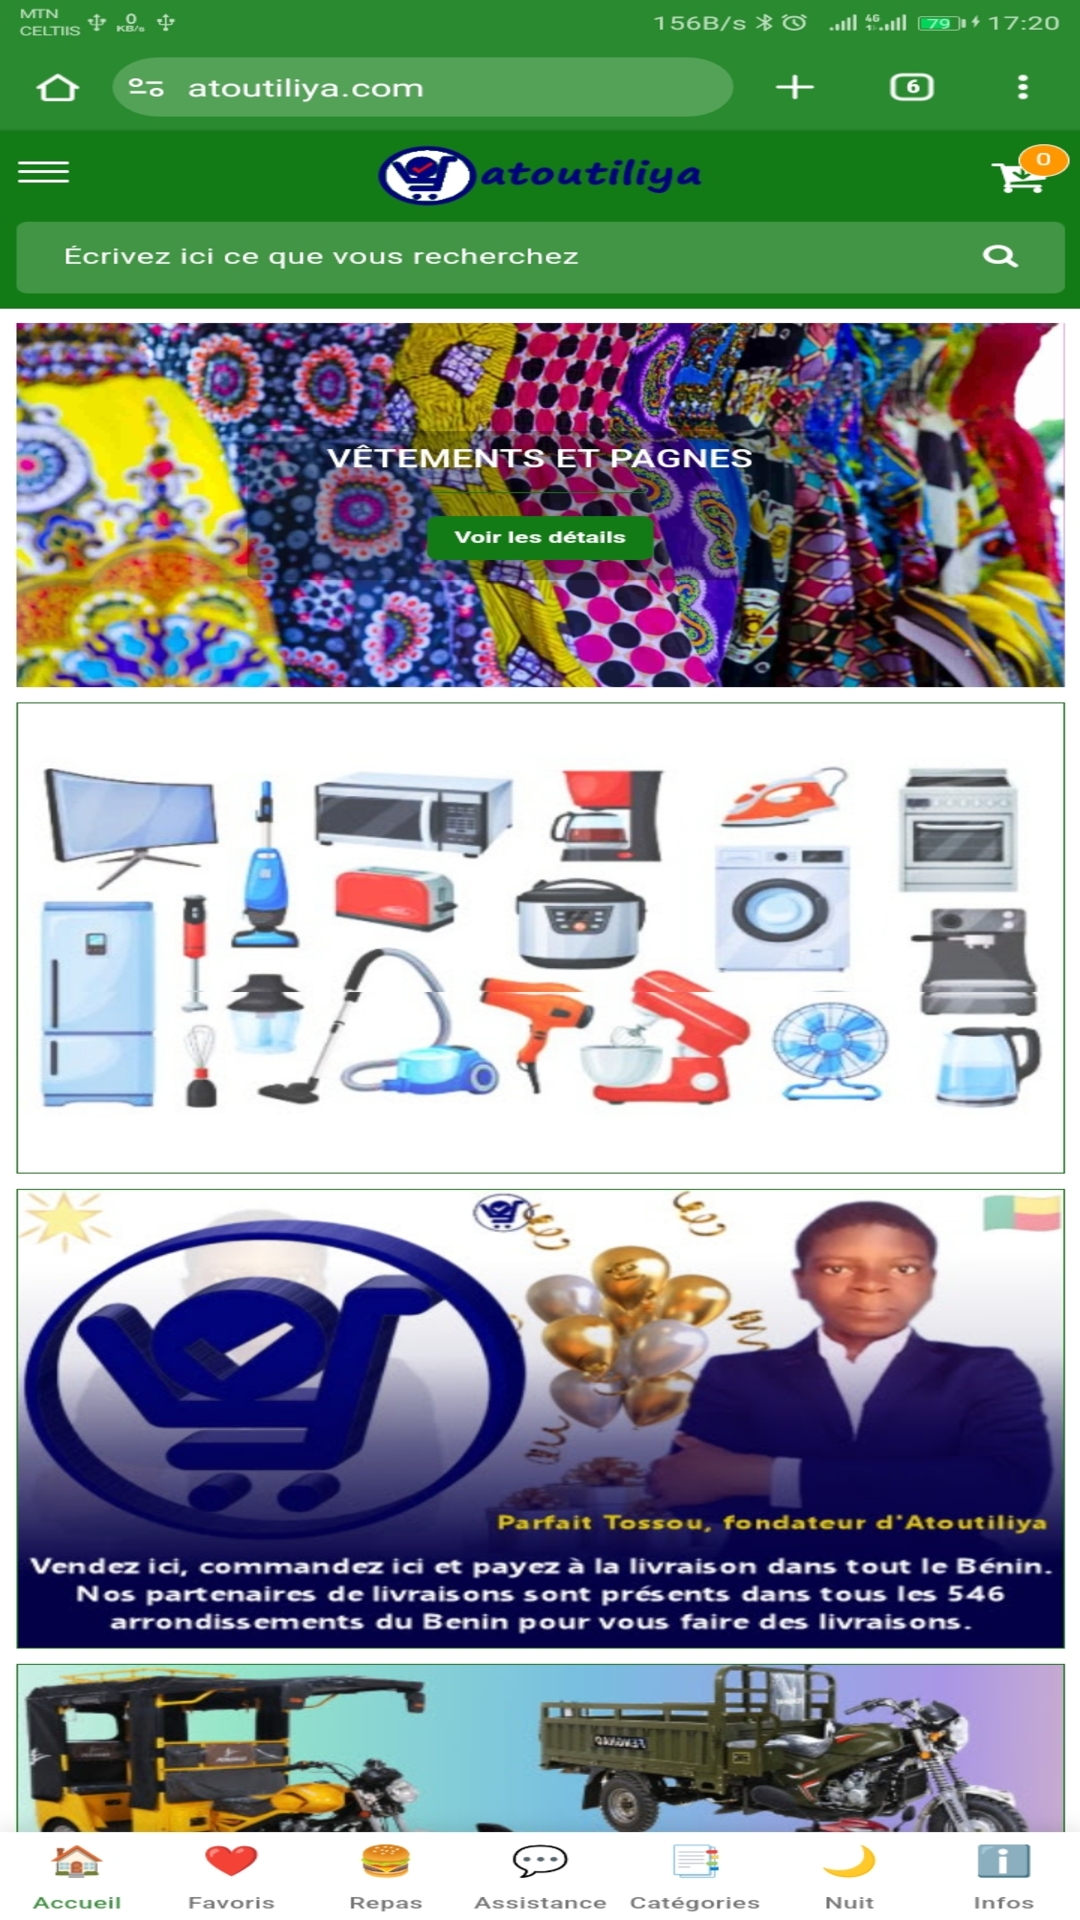 MTN
CELTIIS
0
KB/s
156B/s
4G
79
17:20
atoutiliya.com
6
atoutiliya
0
Écrivez ici ce que vous recherchez
VÊTEMENTS ET PAGNES
Voir les détails
Parfait Tossou, fondateur d'Atoutiliya
Vendez ici, commandez ici et payez à la livraison dans tout le Bénin.
Nos partenaires de livraisons sont présents dans tous les 546
arrondissements du Benin pour vous faire des livraisons.
Accueil
Favoris
Repas
Assistance
Catégories
Nuit
Infos